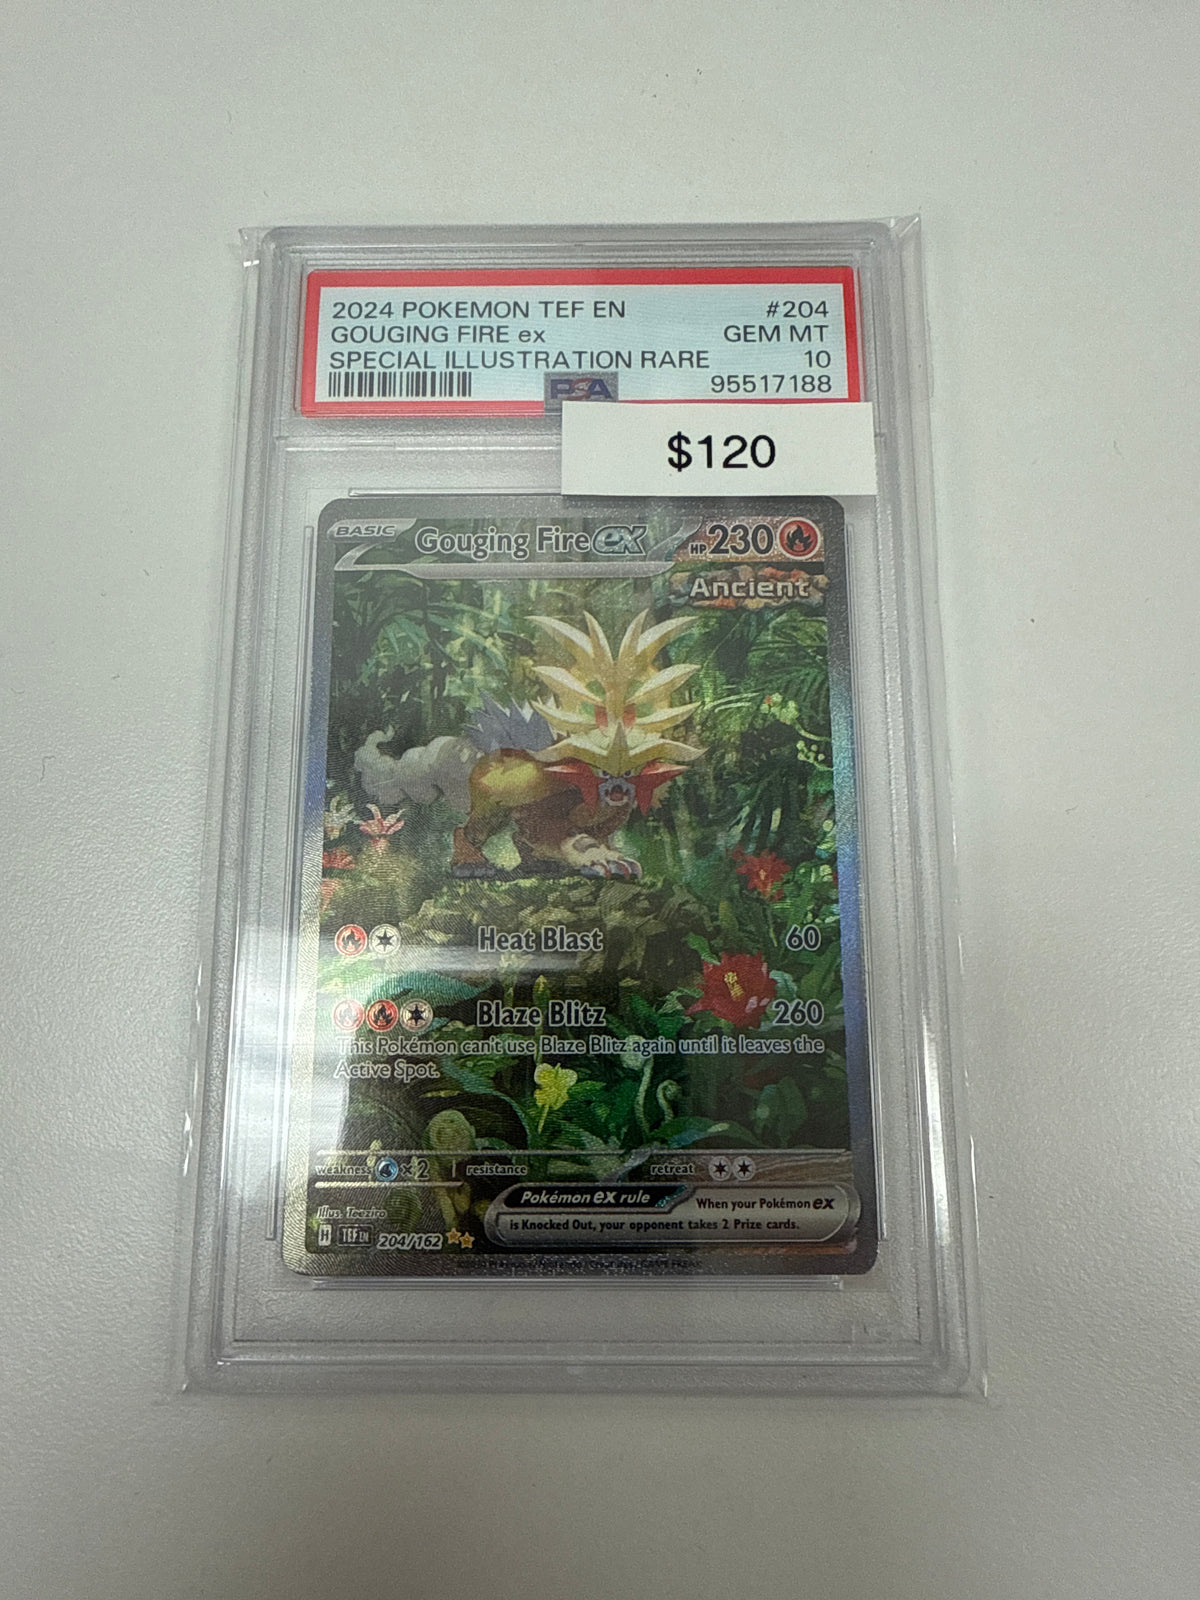 2024 POKEMON TEF EN #204
GOUGING FIRE ex GEM MT
SPECIAL ILLUSTRATION RARE 10
95517188
PSA
$120
BASIC Gouging Fire ex HP 230
Ancient
Heat Blast 60
Blaze Blitz 260
This Pokémon can't use Blaze Blitz again until it leaves the
Active Spot.
weakness ×2 resistance retreat
Pokémon ex rule When your Pokémon ex
is Knocked Out, your opponent takes 2 Prize cards.
Illus. Teeziro
H TEF EN 204/162